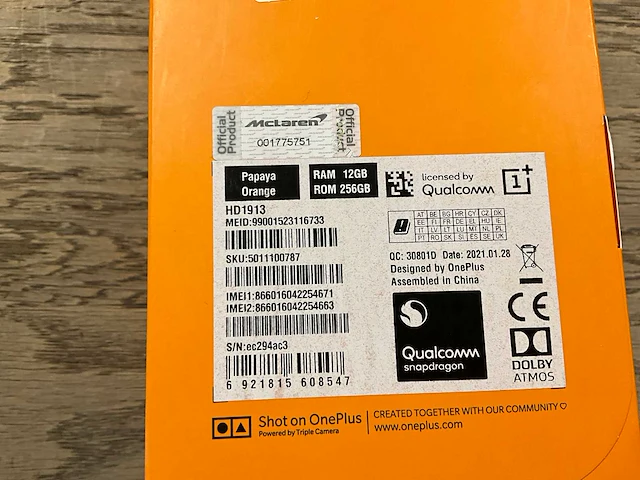 Official Product
McLaren
001775751
Official Product
Papaya
Orange
RAM 12GB
ROM 256GB
licensed by
Qualcomm
1+
HD1913
MEID:99001523116733
AT BE BG HR CY CZ DK
EE FI FR DE EL HU IE
IT LV LT LU MT NL PL
PT RO SK SI ES SE UK
SKU:5011100787
QC: 30801D Date: 2021.01.28
Designed by OnePlus
Assembled in China
IMEI1:866016042254671
IMEI2:866016042254663
CE
S/N:ec294ac3
Qualcomm
snapdragon
DOLBY
ATMOS
6 921815 608547
Shot on OnePlus
Powered by Triple Camera
CREATED TOGETHER WITH OUR COMMUNITY
www.oneplus.com